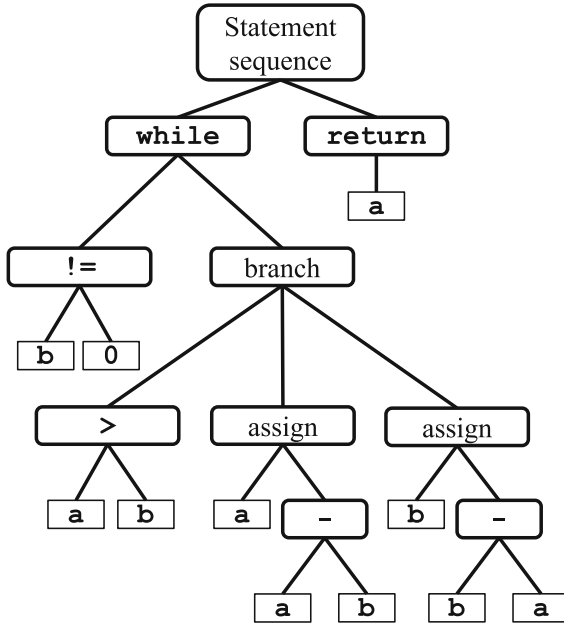 Statement
sequence
while
return
a
!=
branch
b
0
>
assign
assign
a
b
a
-
b
-
a
b
b
a